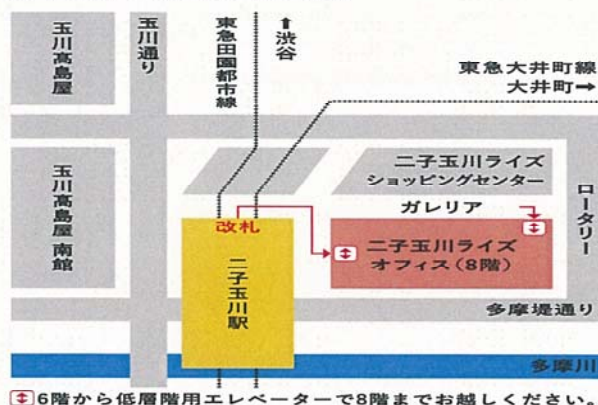 玉川髙島屋
玉川通り
東急田園都市線
↑渋谷
東急大井町線
大井町→
玉川髙島屋 南館
二子玉川ライズ
ショッピングセンター
ロータリー
ガレリア
改札
二子玉川ライズ
オフィス(8階)
二子玉川駅
多摩堤通り
多摩川
6階から低層階用エレベーターで8階までお越しください。